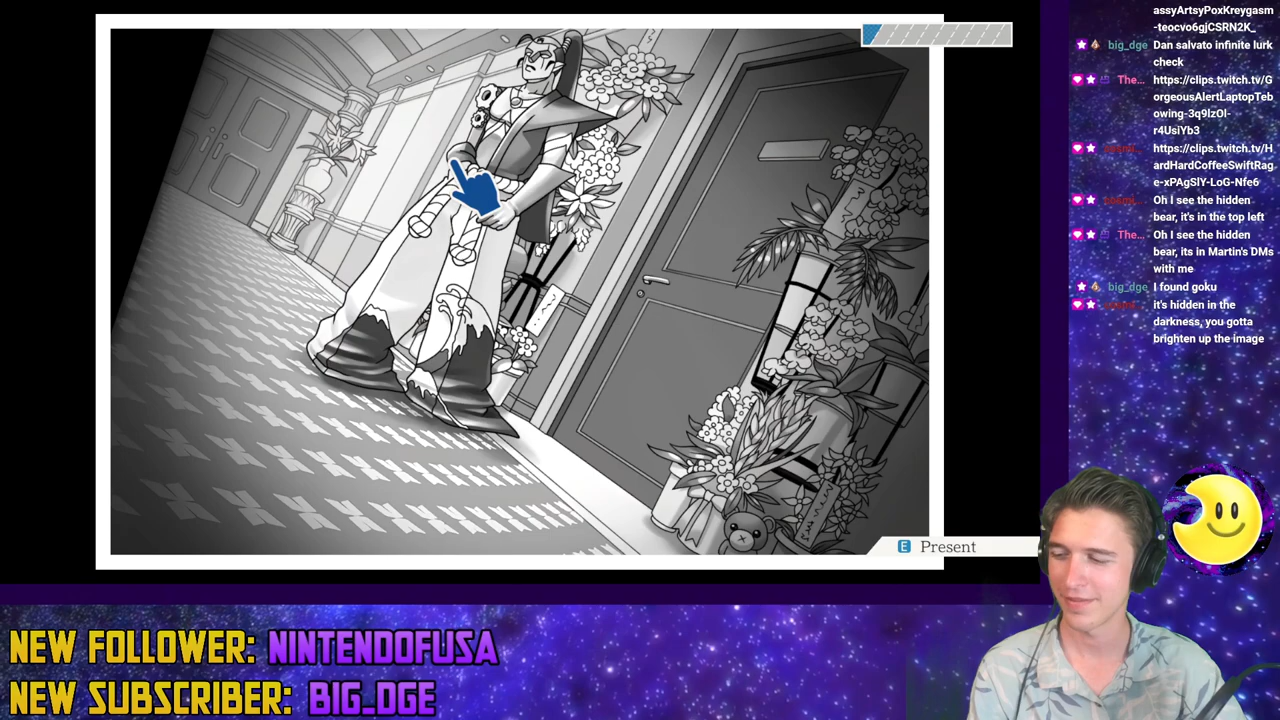 assyArtsyPoxKreygasm
-teocvo6gjCSRN2K_
big_dge Dan salvato infinite lurk
check
The... https://clips.twitch.tv/G
orgeousAlertLaptopTeb
owing-3q9IzOl-
r4UsiYb3
https://clips.twitch.tv/H
ardHardCoffeeSwiftRag
e-xPAgSlY-LoG-Nfe6
Oh I see the hidden
bear, it's in the top left
The... Oh I see the hidden
bear, its in Martin's DMs
with me
big_dge I found goku
it's hidden in the
darkness, you gotta
brighten up the image
E Present
NEW FOLLOWER: NINTENDOFUSA
NEW SUBSCRIBER: BIG_DGE